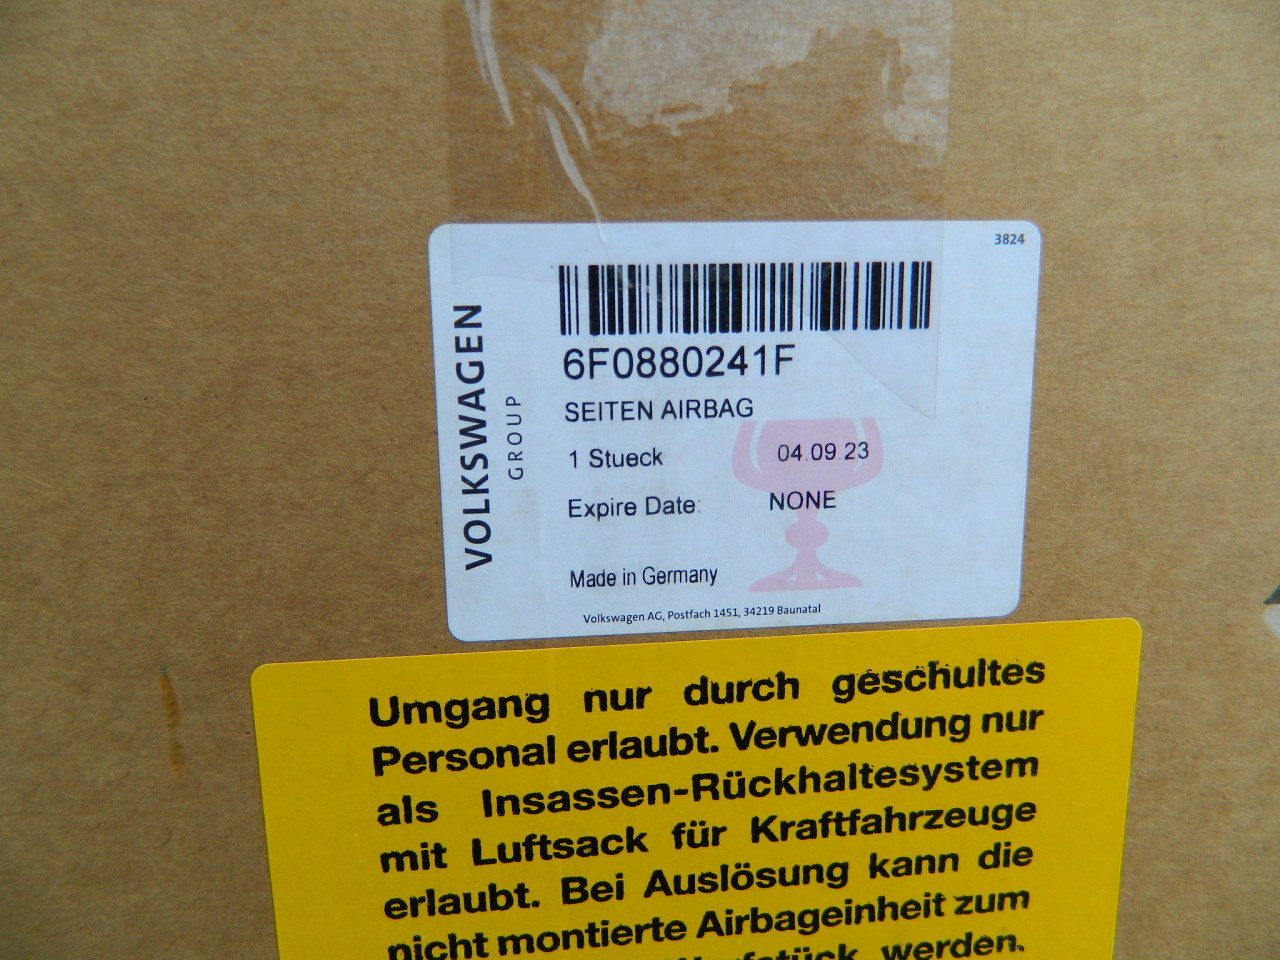 3824
VOLKSWAGEN
GROUP
6F0880241F
SEITEN AIRBAG
1 Stueck 04.09.23
Expire Date: NONE
Made in Germany
Volkswagen AG, Postfach 1451, 34219 Baunatal
Umgang nur durch geschultes
Personal erlaubt. Verwendung nur
als Insassen-Rückhaltesystem
mit Luftsack für Kraftfahrzeuge
erlaubt. Bei Auslösung kann die
nicht montierte Airbageinheit zum
werden.